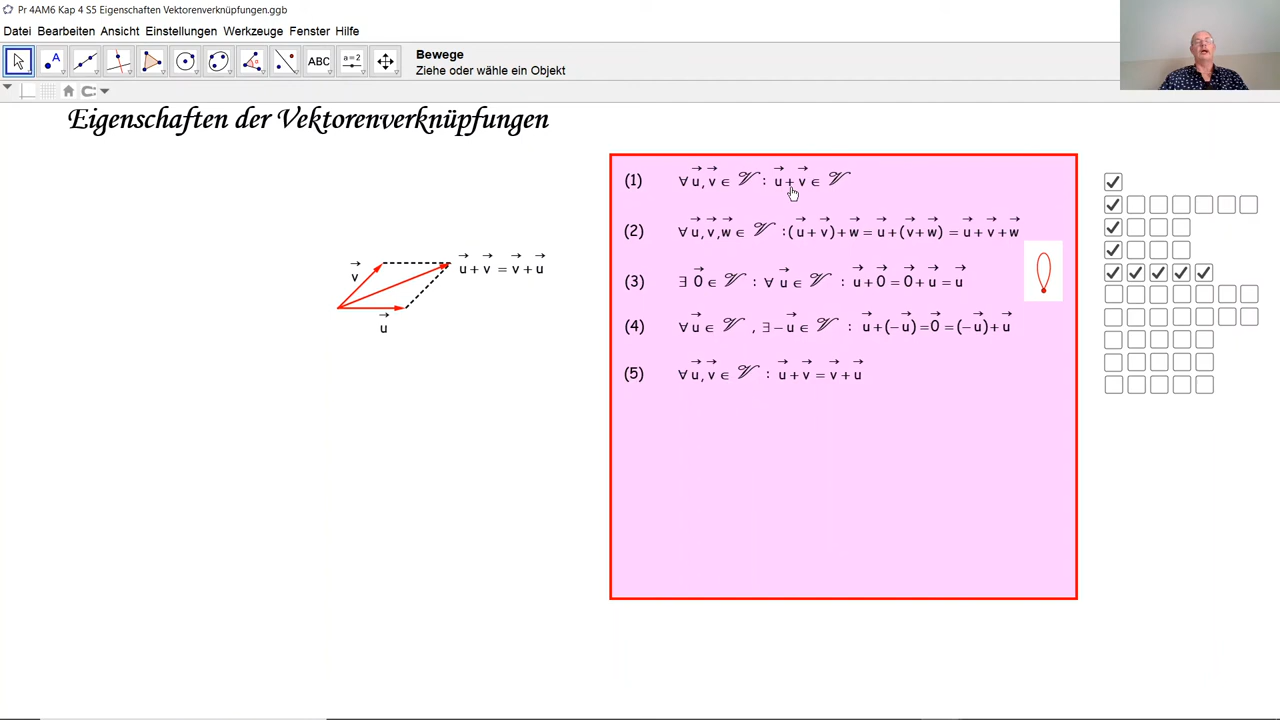 Pr 4AM6 Kap 4 S5 Eigenschaften Vektorenverknüpfungen.ggb
Datei Bearbeiten Ansicht Einstellungen Werkzeuge Fenster Hilfe
A ABC a=2 Bewege
Ziehe oder wähle ein Objekt
Eigenschaften der Vektorenverknüpfungen
(1) ∀ u⃗, v⃗ ∈ 𝒱 : u⃗ + v⃗ ∈ 𝒱
(2) ∀ u⃗, v⃗, w⃗ ∈ 𝒱 : (u⃗ + v⃗) + w⃗ = u⃗ + (v⃗ + w⃗) = u⃗ + v⃗ + w⃗
(3) ∃ 0⃗ ∈ 𝒱 : ∀ u⃗ ∈ 𝒱 : u⃗ + 0⃗ = 0⃗ + u⃗ = u⃗
(4) ∀ u⃗ ∈ 𝒱 , ∃ −u⃗ ∈ 𝒱 : u⃗ + (−u⃗) = 0⃗ = (−u⃗) + u⃗
(5) ∀ u⃗, v⃗ ∈ 𝒱 : u⃗ + v⃗ = v⃗ + u⃗
v⃗
u⃗ + v⃗ = v⃗ + u⃗
u⃗